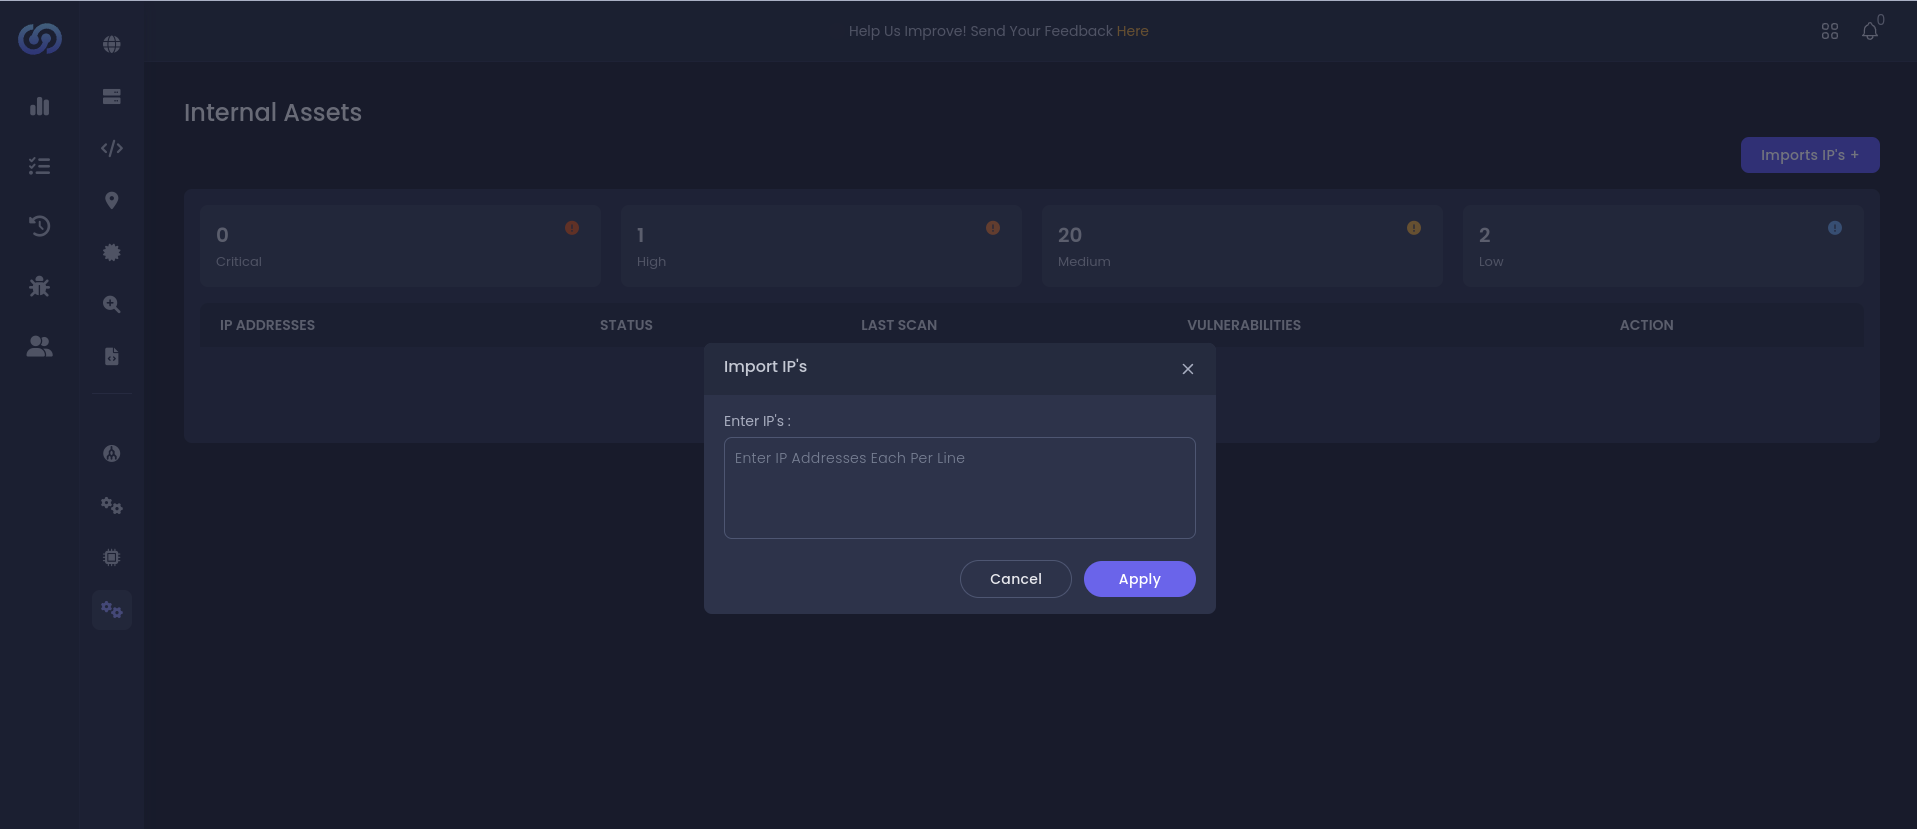 Help Us Improve! Send Your Feedback Here
0
Internal Assets
Imports IP's +
0
Critical
1
High
20
Medium
2
Low
IP ADDRESSES STATUS LAST SCAN VULNERABILITIES ACTION
Import IP's
Enter IP's :
Enter IP Addresses Each Per Line
Cancel Apply